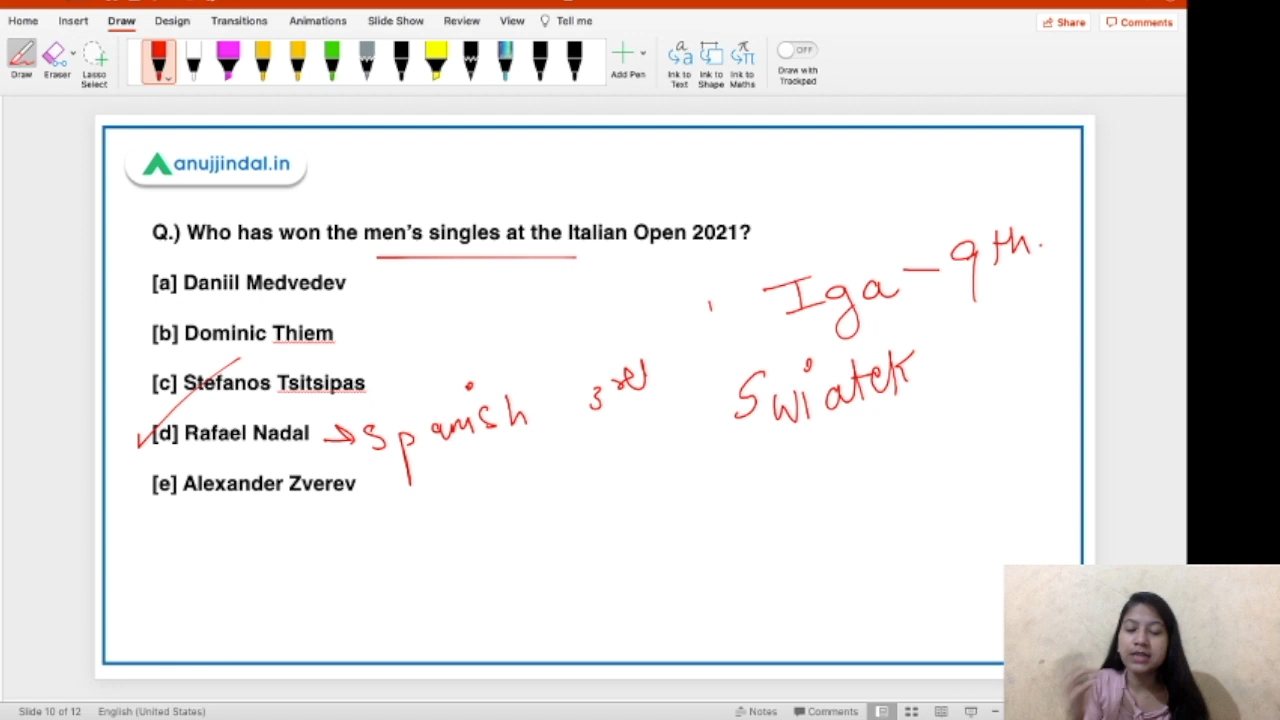 Home Insert Draw Design Transitions Animations Slide Show Review View Tell me Share Comments
Draw Eraser Lasso Select Add Pen Ink to Text Ink to Shape Ink to Maths OFF Draw with Trackpad
anujjindal.in
Q.) Who has won the men's singles at the Italian Open 2021?
[a] Daniil Medvedev
Iga – 9th.
[b] Dominic Thiem
[c] Stefanos Tsitsipas
3rd
Swiatek
[d] Rafael Nadal → Spanish
[e] Alexander Zverev
Slide 10 of 12 English (United States) Notes Comments